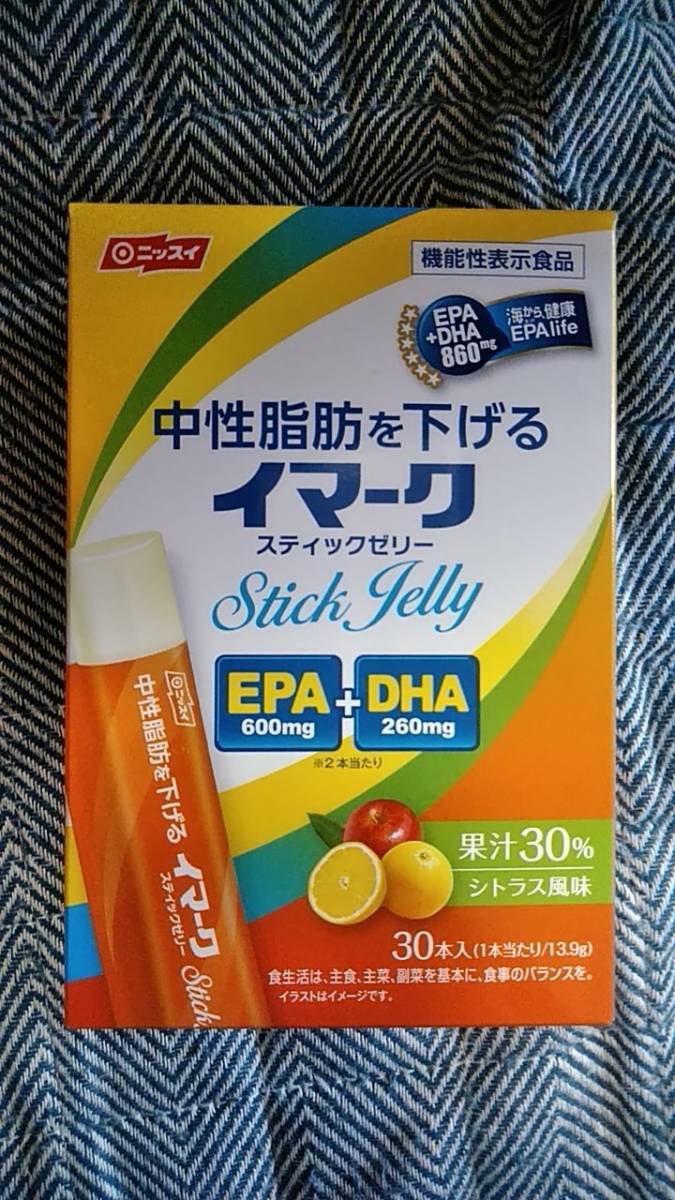 ニッスイ
機能性表示食品
EPA
+DHA
860mg
海から、健康
EPA life
中性脂肪を下げる
イマーク
スティックゼリー
Stick Jelly
EPA
600mg
+
DHA
260mg
※2本当たり
ニッスイ
中性脂肪を下げる
イマーク
スティックゼリー
Stick
果汁30%
シトラス風味
30本入(1本当たり/13.9g)
食生活は、主食、主菜、副菜を基本に、食事のバランスを。
イラストはイメージです。